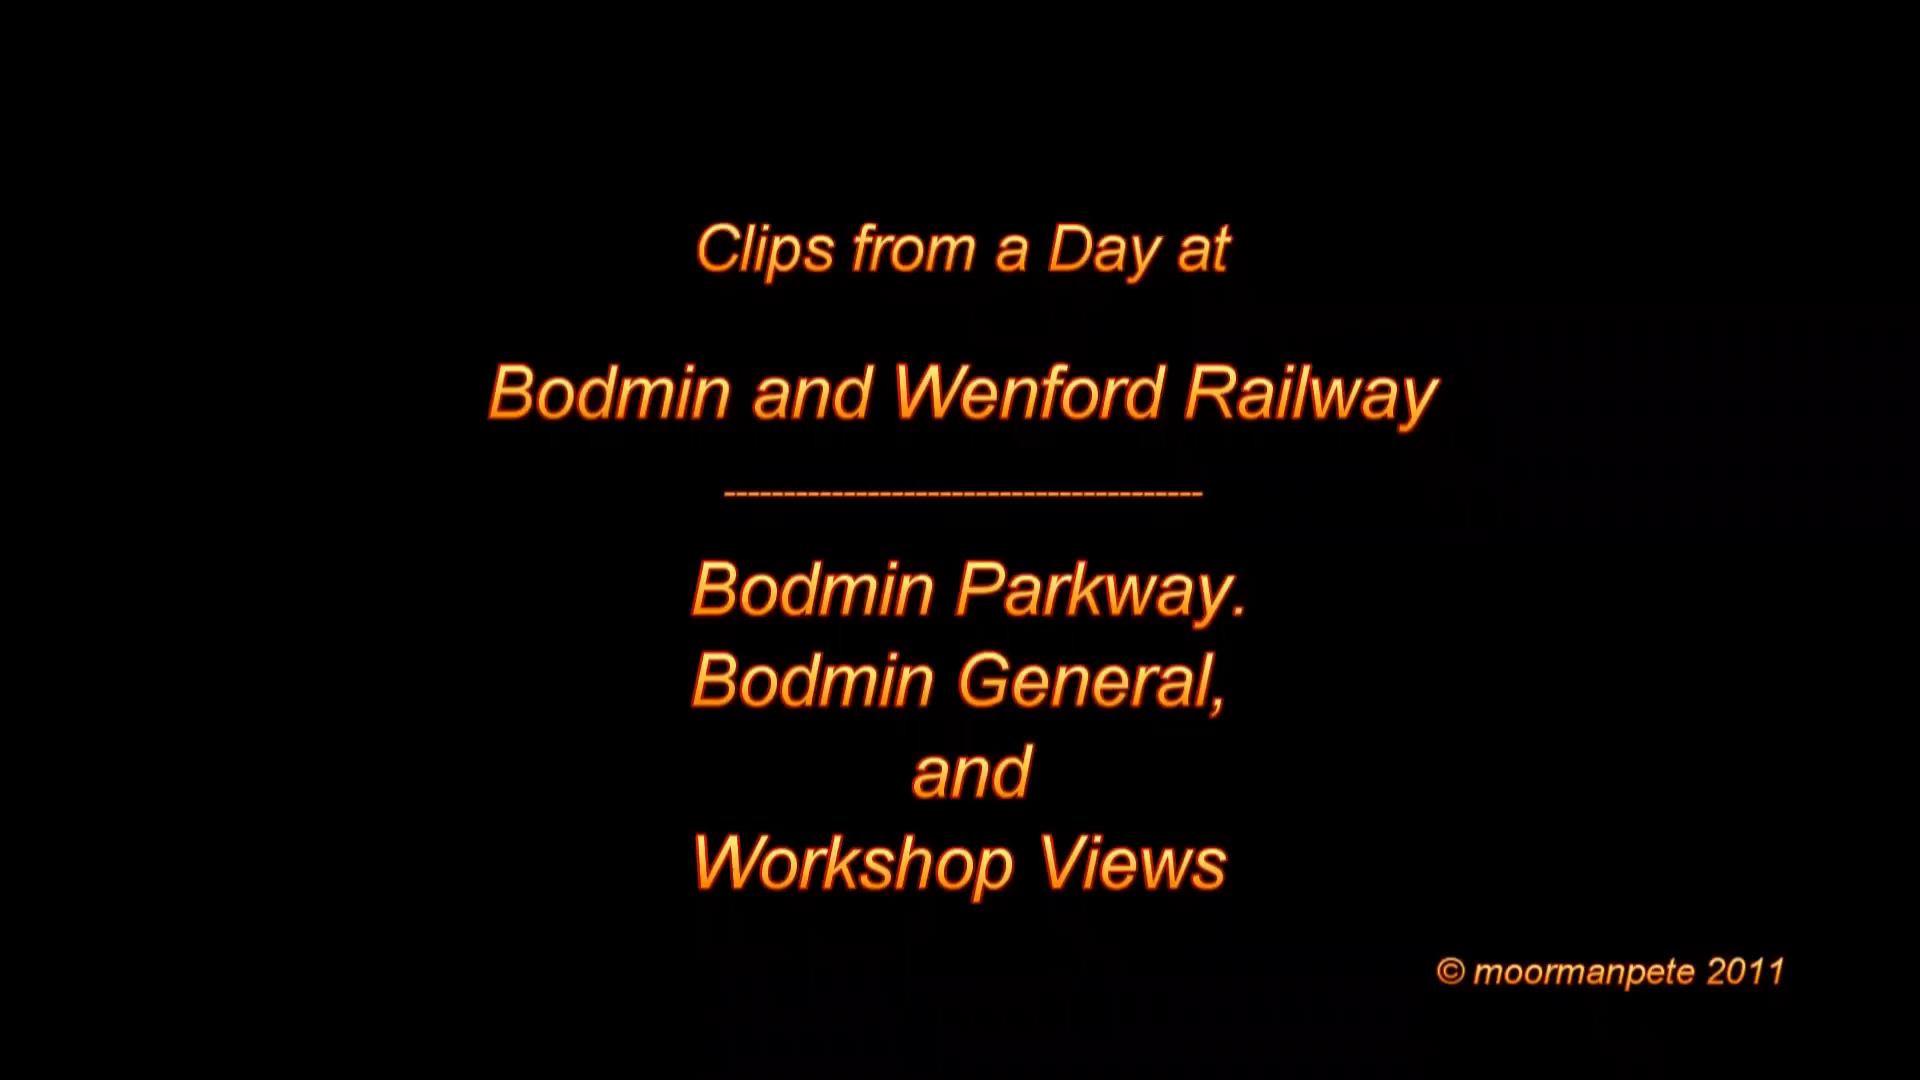 Clips from a Day at
Bodmin and Wenford Railway
----------------------------------------
Bodmin Parkway.
Bodmin General,
and
Workshop Views
© moormanpete 2011